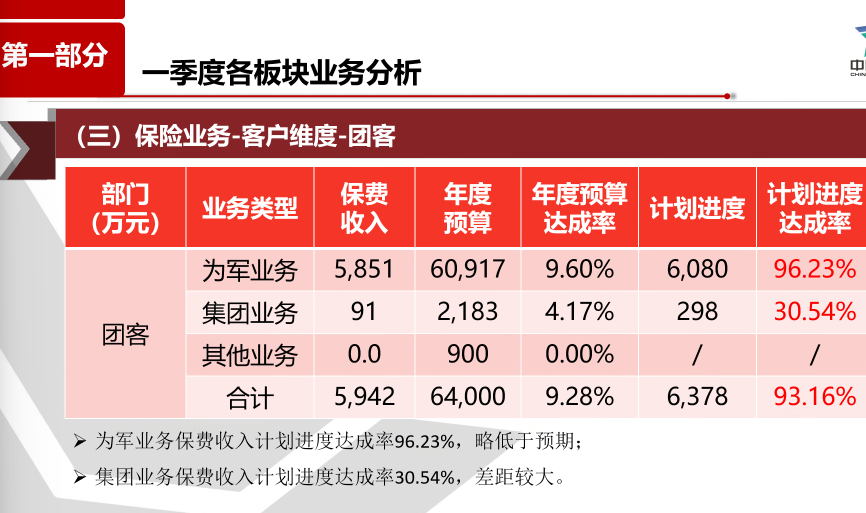 第一部分
一季度各板块业务分析
（三）保险业务-客户维度-团客
部门（万元） 业务类型 保费收入 年度预算 年度预算达成率 计划进度 计划进度达成率
团客 为军业务 5,851 60,917 9.60% 6,080 96.23%
集团业务 91 2,183 4.17% 298 30.54%
其他业务 0.0 900 0.00% / /
合计 5,942 64,000 9.28% 6,378 93.16%
➢ 为军业务保费收入计划进度达成率96.23%，略低于预期；
➢ 集团业务保费收入计划进度达成率30.54%，差距较大。